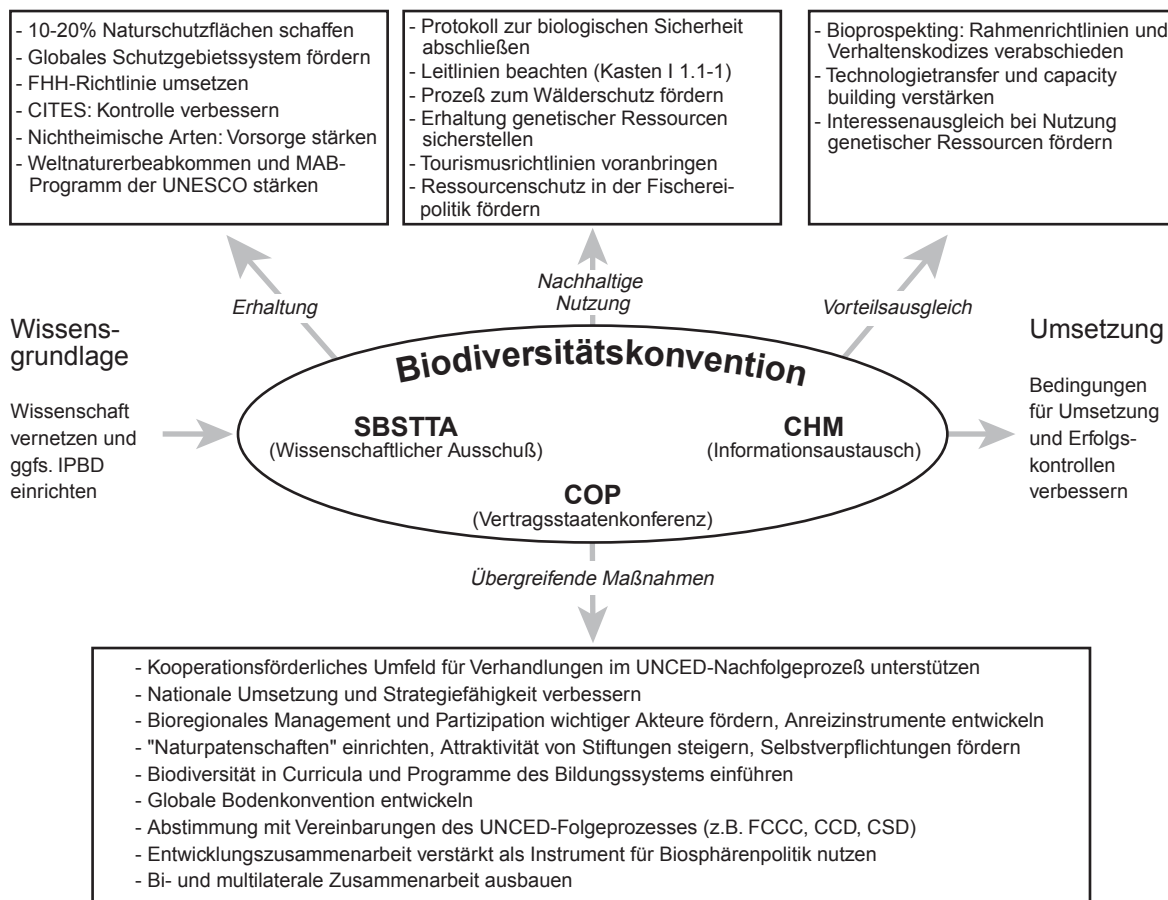 - 10-20% Naturschutzflächen schaffen
- Globales Schutzgebietssystem fördern
- FHH-Richtlinie umsetzen
- CITES: Kontrolle verbessern
- Nichtheimische Arten: Vorsorge stärken
- Weltnaturerbeabkommen und MAB-
Programm der UNESCO stärken
- Protokoll zur biologischen Sicherheit
abschließen
- Leitlinien beachten (Kasten I 1.1-1)
- Prozeß zum Wälderschutz fördern
- Erhaltung genetischer Ressourcen
sicherstellen
- Tourismusrichtlinien voranbringen
- Ressourcenschutz in der Fischerei-
politik fördern
- Bioprospekting: Rahmenrichtlinien und
Verhaltenskodizes verabschieden
- Technologietransfer und capacity
building verstärken
- Interessenausgleich bei Nutzung
genetischer Ressourcen fördern
Erhaltung
Nachhaltige
Nutzung
Vorteilsausgleich
Wissens-
grundlage
Wissenschaft
vernetzen und
ggfs. IPBD
einrichten
Biodiversitätskonvention
SBSTTA
(Wissenschaftlicher Ausschuß)
CHM
(Informationsaustausch)
COP
(Vertragsstaatenkonferenz)
Umsetzung
Bedingungen
für Umsetzung
und Erfolgs-
kontrollen
verbessern
Übergreifende Maßnahmen
- Kooperationsförderliches Umfeld für Verhandlungen im UNCED-Nachfolgeprozeß unterstützen
- Nationale Umsetzung und Strategiefähigkeit verbessern
- Bioregionales Management und Partizipation wichtiger Akteure fördern, Anreizinstrumente entwickeln
- "Naturpatenschaften" einrichten, Attraktivität von Stiftungen steigern, Selbstverpflichtungen fördern
- Biodiversität in Curricula und Programme des Bildungssystems einführen
- Globale Bodenkonvention entwickeln
- Abstimmung mit Vereinbarungen des UNCED-Folgeprozesses (z.B. FCCC, CCD, CSD)
- Entwicklungszusammenarbeit verstärkt als Instrument für Biosphärenpolitik nutzen
- Bi- und multilaterale Zusammenarbeit ausbauen